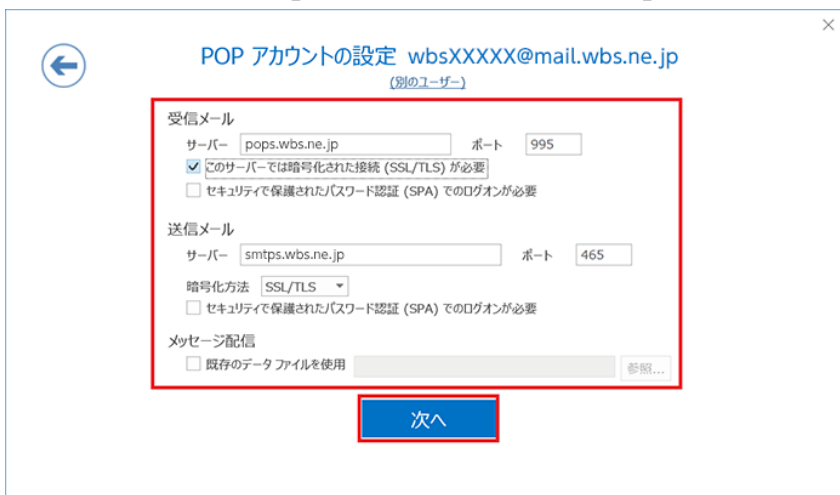 POP アカウントの設定 wbsXXXXX@mail.wbs.ne.jp
(別のユーザー)
受信メール
サーバー pops.wbs.ne.jp ポート 995
このサーバーでは暗号化された接続 (SSL/TLS) が必要
セキュリティで保護されたパスワード認証 (SPA) でのログオンが必要
送信メール
サーバー smtps.wbs.ne.jp ポート 465
暗号化方法 SSL/TLS
セキュリティで保護されたパスワード認証 (SPA) でのログオンが必要
メッセージ配信
既存のデータ ファイルを使用 参照...
次へ